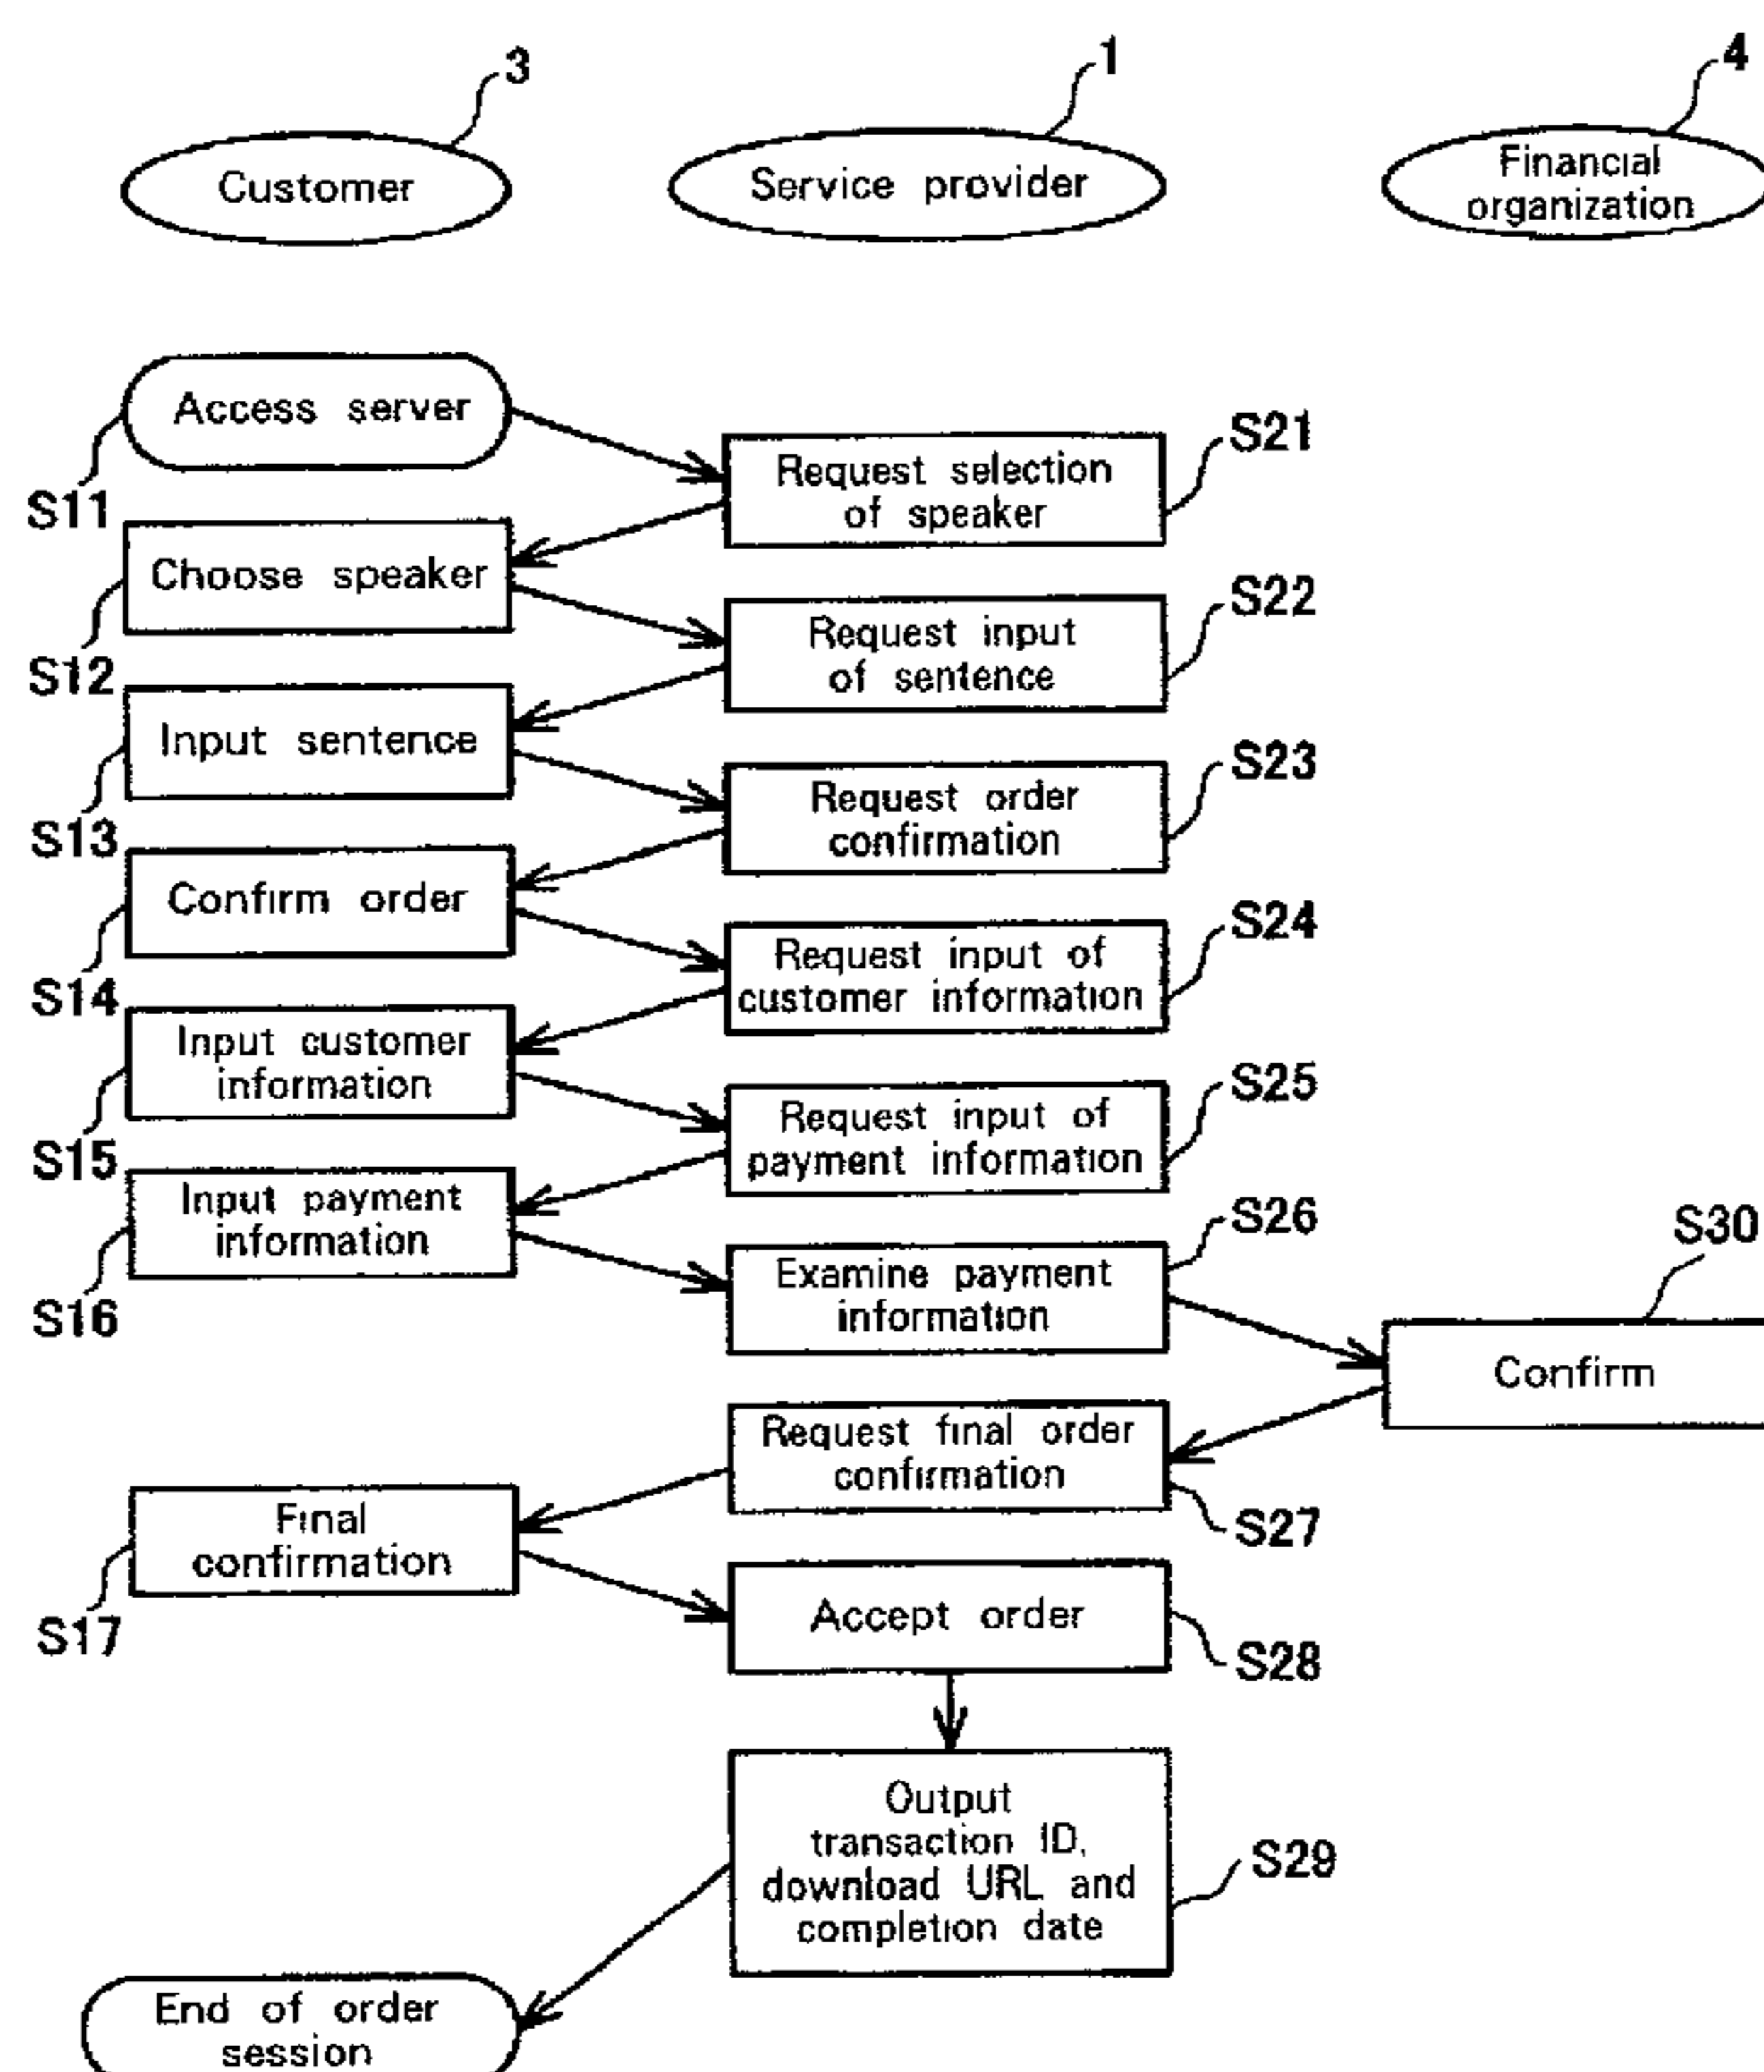 3
1
4
Customer
Service provider
Financial
organization
Access server
S11
Request selection
of speaker
S21
Choose speaker
S12
Request input
of sentence
S22
Input sentence
S13
Request order
confirmation
S23
Confirm order
S14
Request input of
customer information
S24
Input customer
information
S15
Request input of
payment information
S25
Input payment
information
S16
Examine payment
information
S26
S30
Confirm
Request final order
confirmation
S27
Final
confirmation
S17
Accept order
S28
Output
transaction ID,
download URL and
completion date
S29
End of order
session